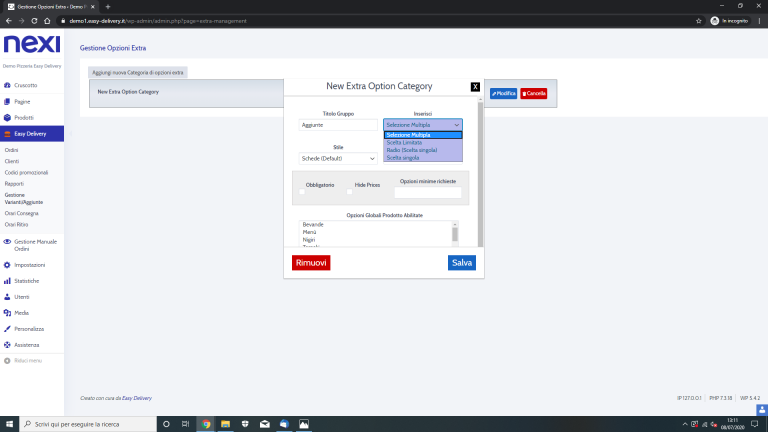 Gestione Opzioni Extra ‹ Demo P
demo1.easy-delivery.it/wp-admin/admin.php?page=extra-management
In incognito
nexi
Demo Pizzeria Easy Delivery
Cruscotto
Pagine
Prodotti
Easy Delivery
Ordini
Clienti
Codici promozionali
Rapporti
Gestione
Varianti/Aggiunte
Orari Consegna
Orari Ritiro
Gestione Manuale
Ordini
Impostazioni
Statistiche
Utenti
Media
Personalizza
Assistenza
Riduci menu
Gestione Opzioni Extra
Aggiungi nuova Categoria di opzioni extra
New Extra Option Category
Modifica
Cancella
New Extra Option Category
X
Titolo Gruppo
Inserisci
Aggiunte
Selezione Multipla
Selezione Multipla
Scelta Limitata
Radio (Scelta singola)
Scelta singola
Stile
Schede (Default)
Obbligatorio
Hide Prices
Opzioni minime richieste
Opzioni Globali Prodotto Abilitate
Bevande
Menù
Nigiri
Rimuovi
Salva
Creato con cura da Easy Delivery
IP 127.0.0.1
PHP 7.3.18
WP 5.4.2
Scrivi qui per eseguire la ricerca
12:11
08/07/2020